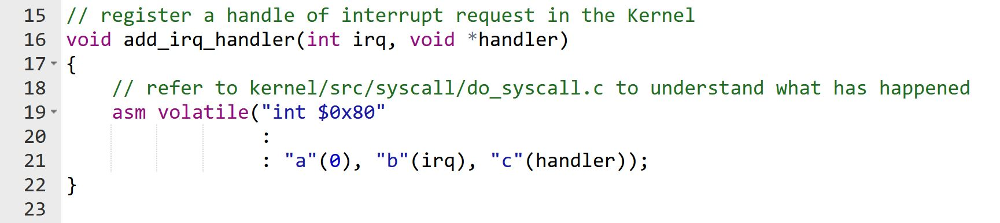 15 // register a handle of interrupt request in the Kernel
16 void add_irq_handler(int irq, void *handler)
17 {
18     // refer to kernel/src/syscall/do_syscall.c to understand what has happened
19     asm volatile("int $0x80"
20                  :
21                  : "a"(0), "b"(irq), "c"(handler));
22 }
23